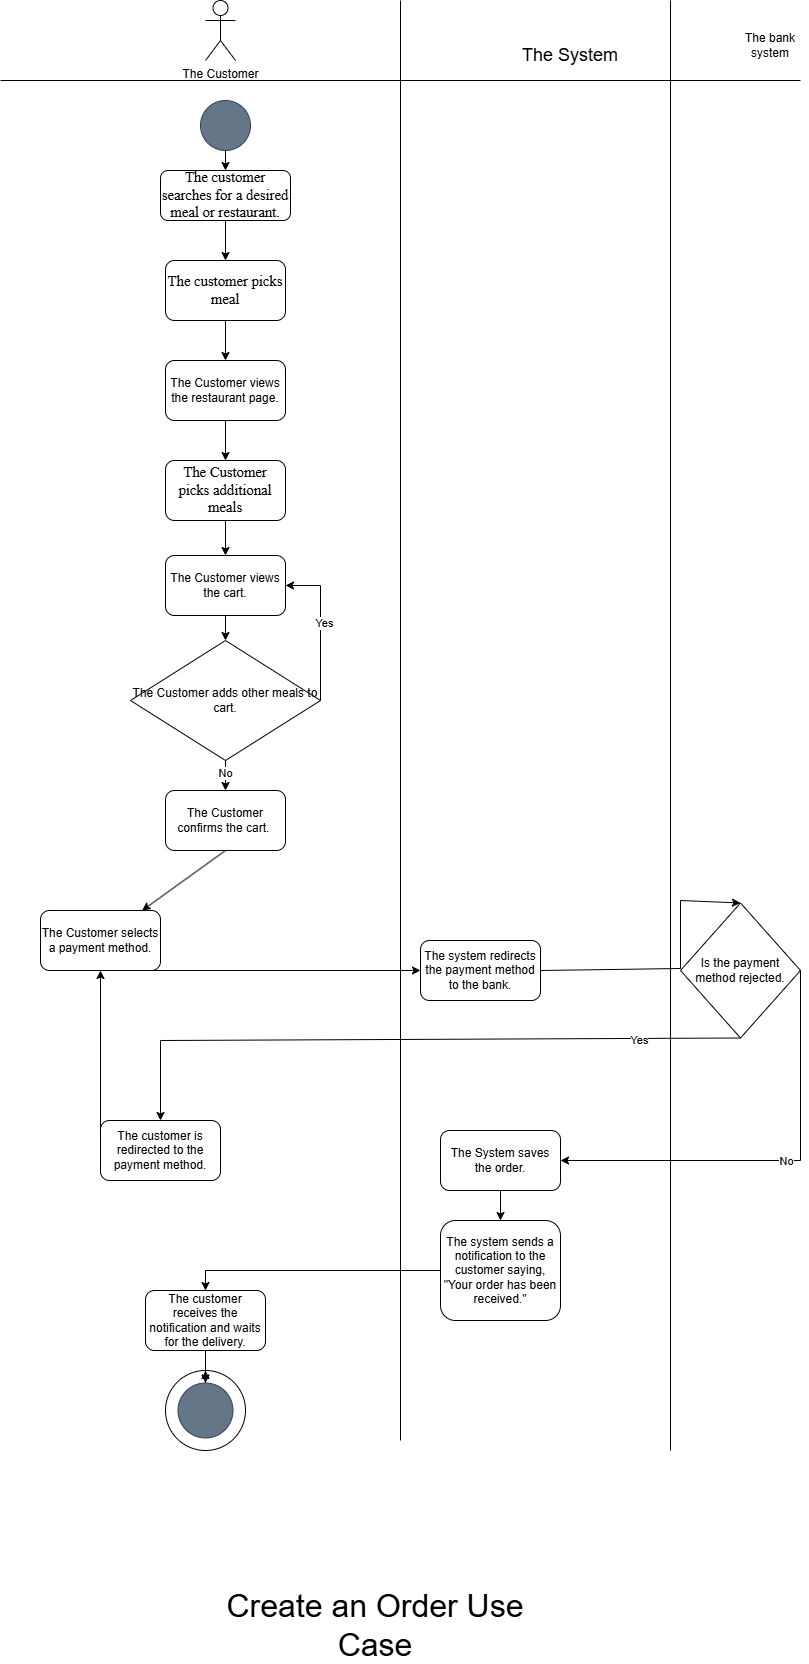 The Customer
The System
The bank
system
The customer
searches for a desired
meal or restaurant.
The customer picks
meal
The Customer views
the restaurant page.
The Customer
picks additional
meals
The Customer views
the cart.
Yes
The Customer adds other meals to
cart.
No
The Customer
confirms the cart.
The Customer selects
a payment method.
The system redirects
the payment method
to the bank.
Is the payment
method rejected.
Yes
The customer is
redirected to the
payment method.
The System saves
the order.
No
The system sends a
notification to the
customer saying,
"Your order has been
received."
The customer
receives the
notification and waits
for the delivery.
Create an Order Use
Case